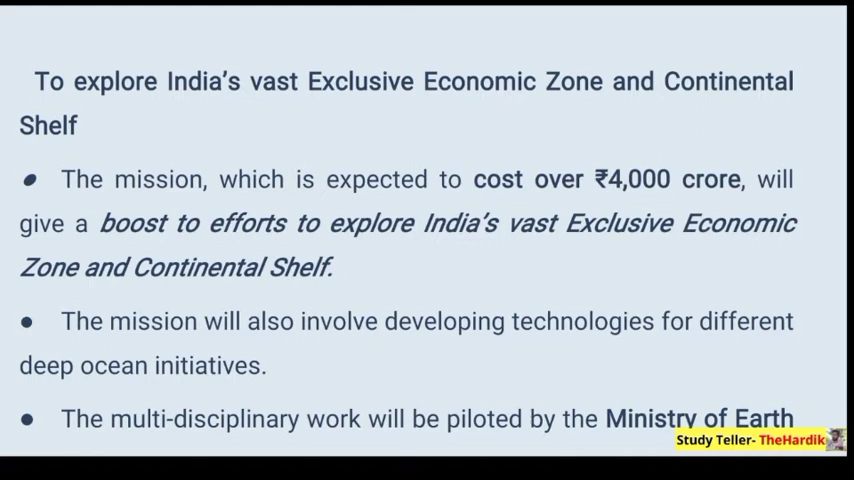 To explore India's vast Exclusive Economic Zone and Continental
Shelf
● The mission, which is expected to cost over ₹4,000 crore, will
give a boost to efforts to explore India's vast Exclusive Economic
Zone and Continental Shelf.
● The mission will also involve developing technologies for different
deep ocean initiatives.
● The multi-disciplinary work will be piloted by the Ministry of Earth
Study Teller- TheHardik